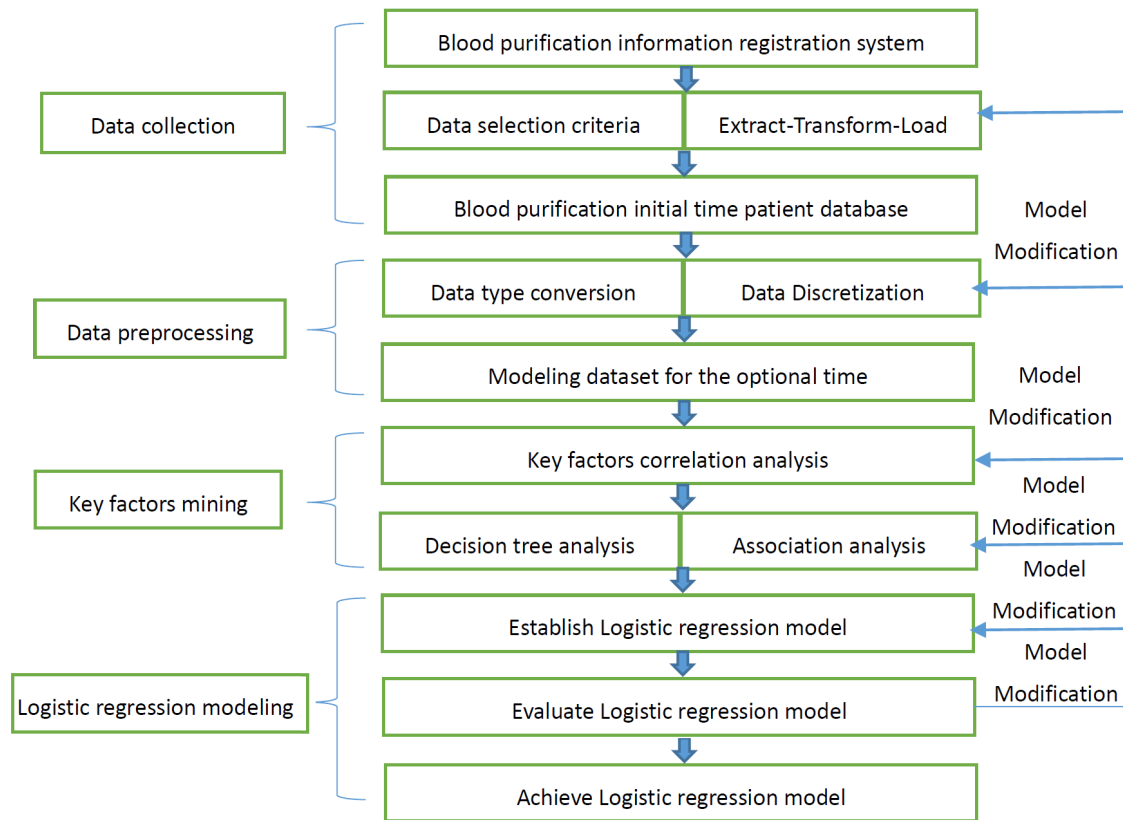 Blood purification information registration system
Data collection
Data selection criteria
Extract-Transform-Load
Blood purification initial time patient database
Model
Modification
Data type conversion
Data Discretization
Data preprocessing
Modeling dataset for the optional time
Model
Modification
Key factors correlation analysis
Key factors mining
Model
Modification
Decision tree analysis
Association analysis
Model
Modification
Establish Logistic regression model
Model
Modification
Logistic regression modeling
Evaluate Logistic regression model
Achieve Logistic regression model